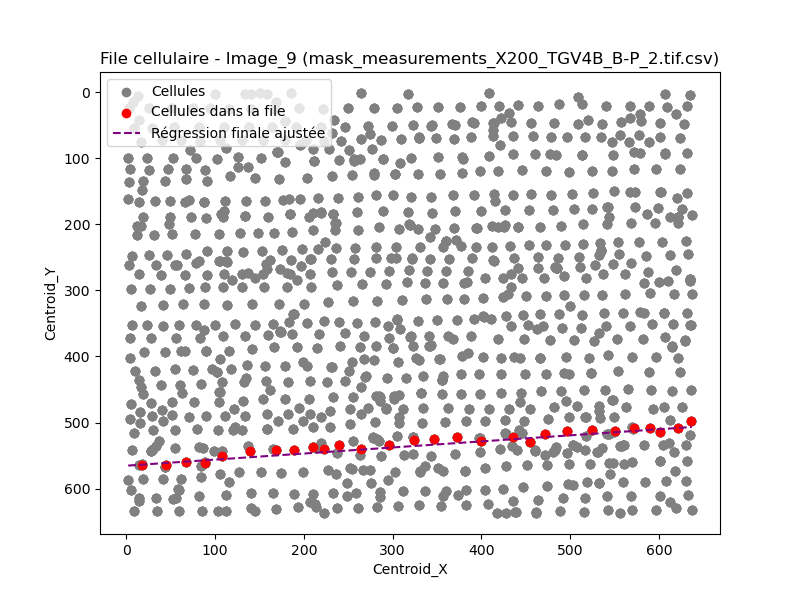 File cellulaire - Image_9 (mask_measurements_X200_TGV4B_B-P_2.tif.csv)
Cellules
Cellules dans la file
Régression finale ajustée
0
100
200
300
400
500
600
Centroid_Y
0 100 200 300 400 500 600
Centroid_X